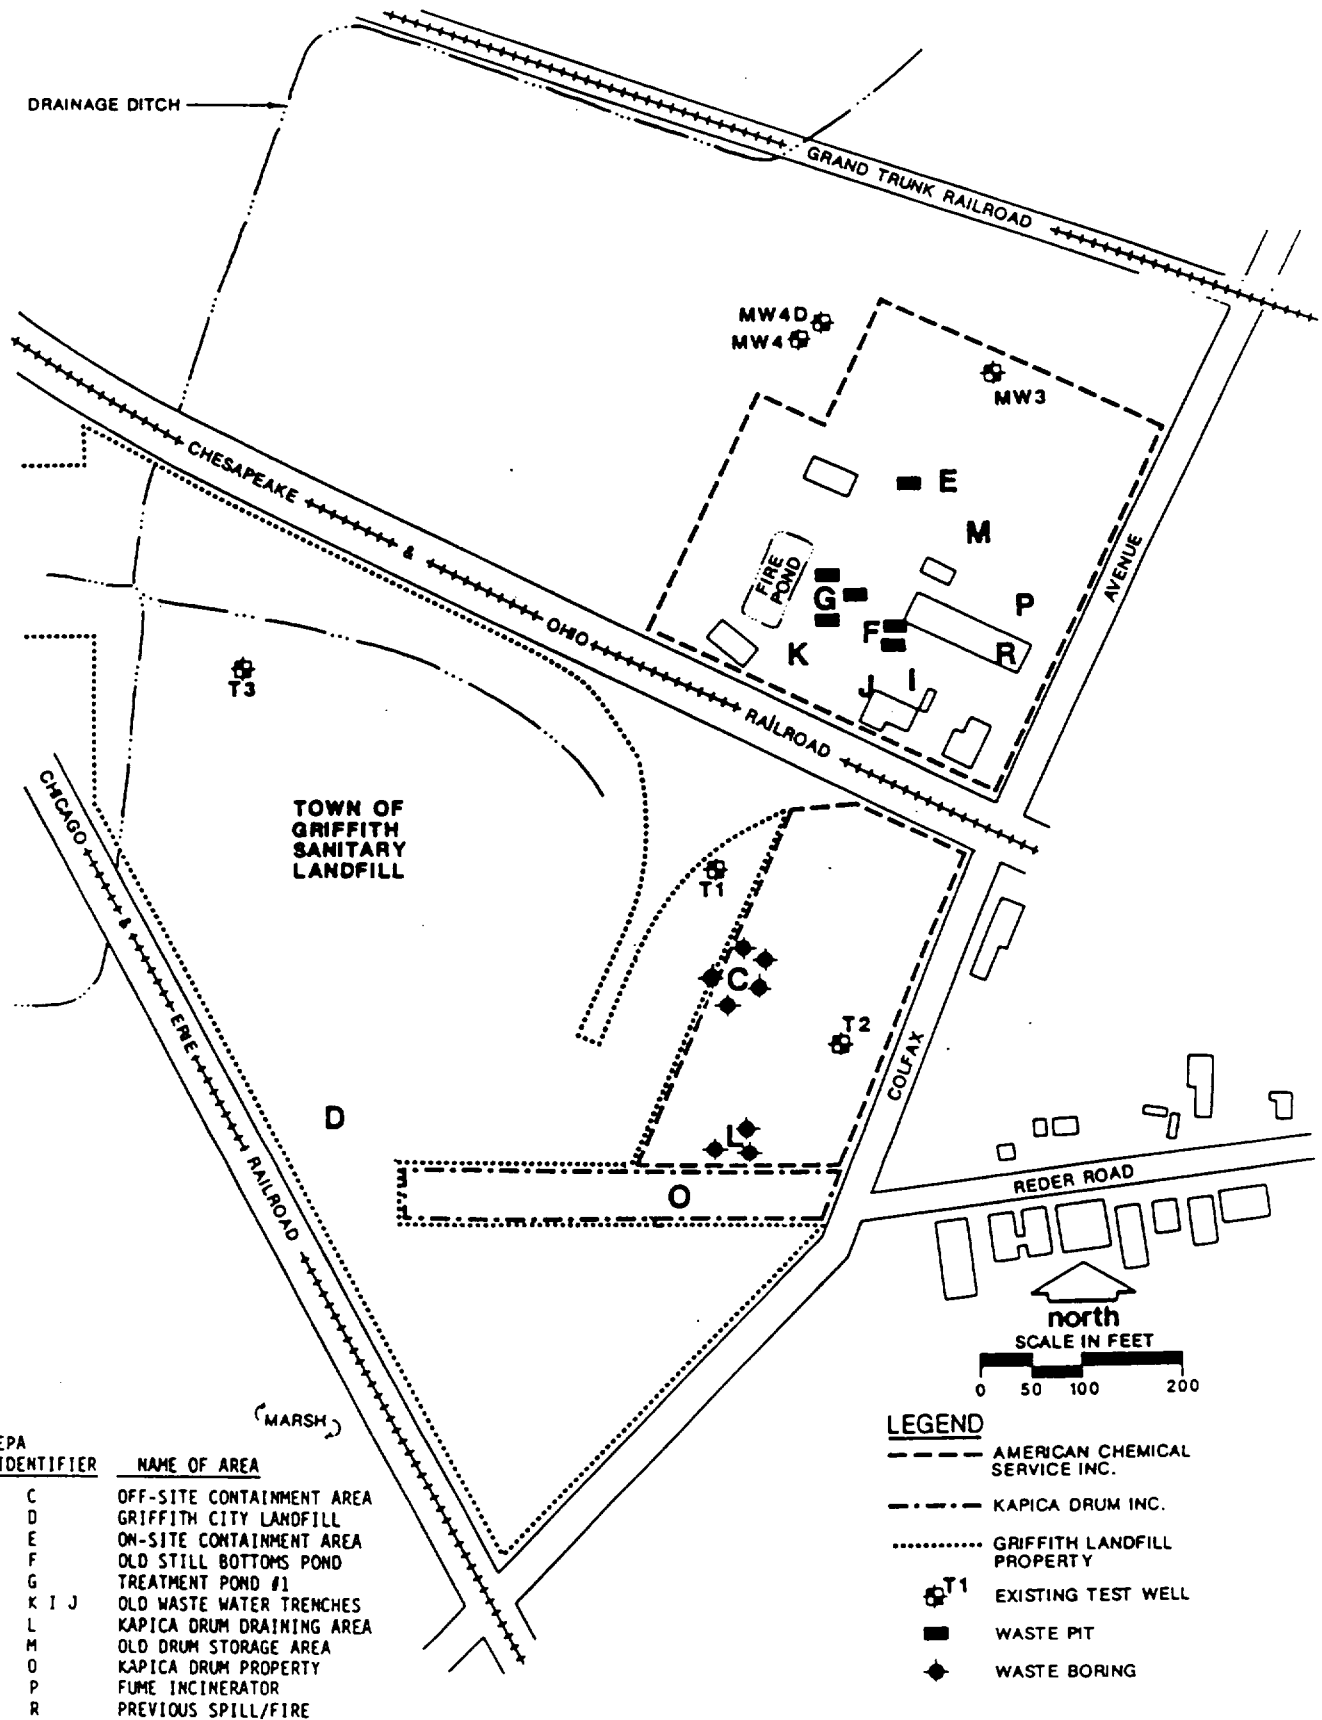 DRAINAGE DITCH
GRAND TRUNK RAILROAD
MW4D
MW4
MW3
CHESAPEAKE & OHIO RAILROAD
E
M
AVENUE
FIRE
POND
G
P
F
K
R
J
I
T3
CHICAGO & ERIE RAILROAD
TOWN OF
GRIFFITH
SANITARY
LANDFILL
T1
C
T2
COLFAX
D
L
O
REDER ROAD
north
SCALE IN FEET
0 50 100 200
MARSH
EPA
IDENTIFIER NAME OF AREA
C OFF-SITE CONTAINMENT AREA
D GRIFFITH CITY LANDFILL
E ON-SITE CONTAINMENT AREA
F OLD STILL BOTTOMS POND
G TREATMENT POND #1
K I J OLD WASTE WATER TRENCHES
L KAPICA DRUM DRAINING AREA
M OLD DRUM STORAGE AREA
O KAPICA DRUM PROPERTY
P FUME INCINERATOR
R PREVIOUS SPILL/FIRE
LEGEND
AMERICAN CHEMICAL
SERVICE INC.
KAPICA DRUM INC.
GRIFFITH LANDFILL
PROPERTY
T1 EXISTING TEST WELL
WASTE PIT
WASTE BORING